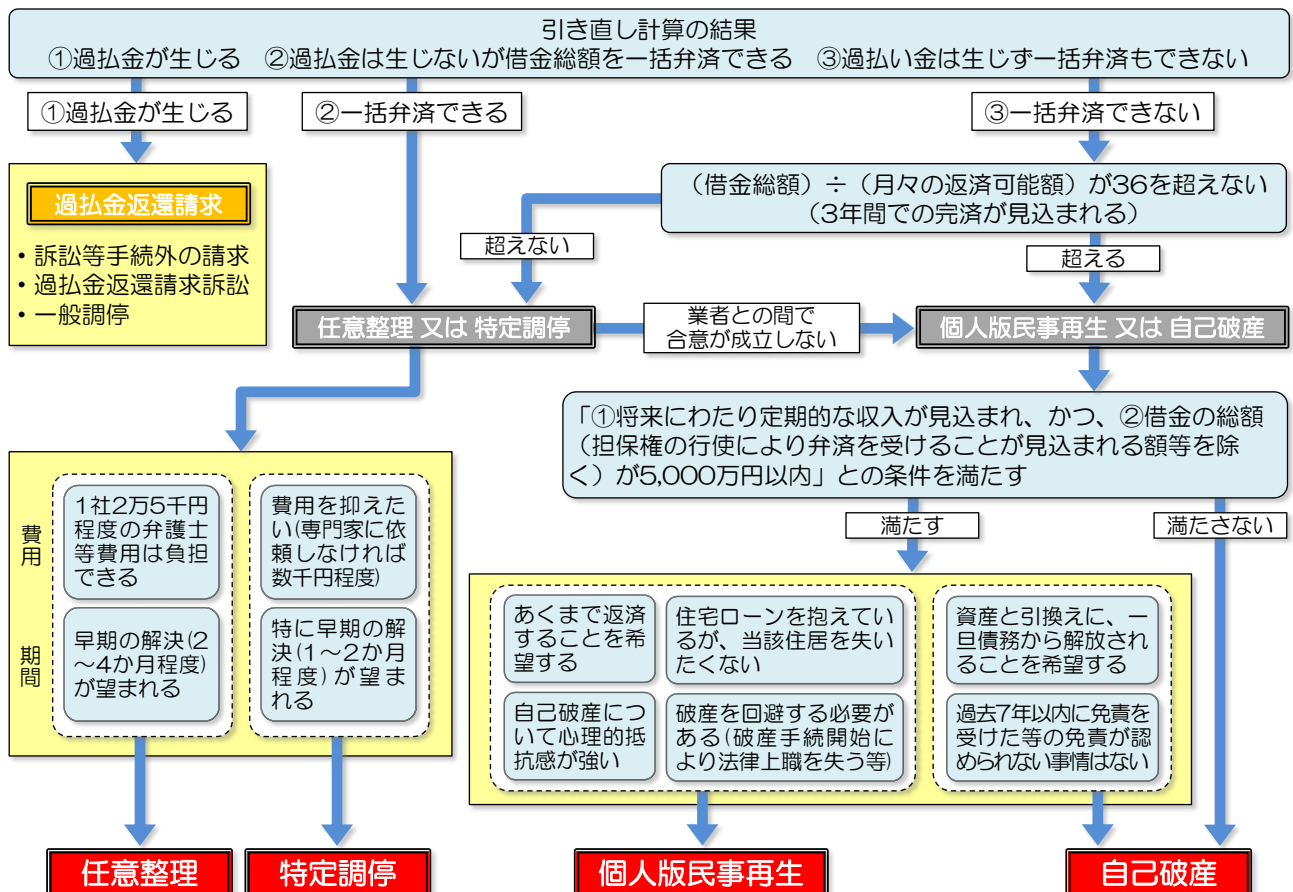 引き直し計算の結果
①過払金が生じる ②過払金は生じないが借金総額を一括弁済できる ③過払い金は生じず一括弁済もできない
①過払金が生じる
②一括弁済できる
③一括弁済できない
過払金返還請求
・訴訟等手続外の請求
・過払金返還請求訴訟
・一般調停
（借金総額）÷（月々の返済可能額）が36を超えない
（3年間での完済が見込まれる）
超えない
超える
任意整理 又は 特定調停
業者との間で
合意が成立しない
個人版民事再生 又は 自己破産
「①将来にわたり定期的な収入が見込まれ、かつ、②借金の総額
（担保権の行使により弁済を受けることが見込まれる額等を除
く）が5,000万円以内」との条件を満たす
満たす
満たさない
費用
1社2万5千円
程度の弁護士
等費用は負担
できる
費用を抑えた
い(専門家に依
頼しなければ
数千円程度)
期間
早期の解決(2
～4か月程度)
が望まれる
特に早期の解
決(1～2か月
程度)が望ま
れる
あくまで返済
することを希
望する
住宅ローンを抱えてい
るが、当該住居を失い
たくない
自己破産につ
いて心理的抵
抗感が強い
破産を回避する必要が
ある(破産手続開始に
より法律上職を失う等)
資産と引換えに、一
旦債務から解放され
ることを希望する
過去7年以内に免責を
受けた等の免責が認
められない事情はない
任意整理
特定調停
個人版民事再生
自己破産